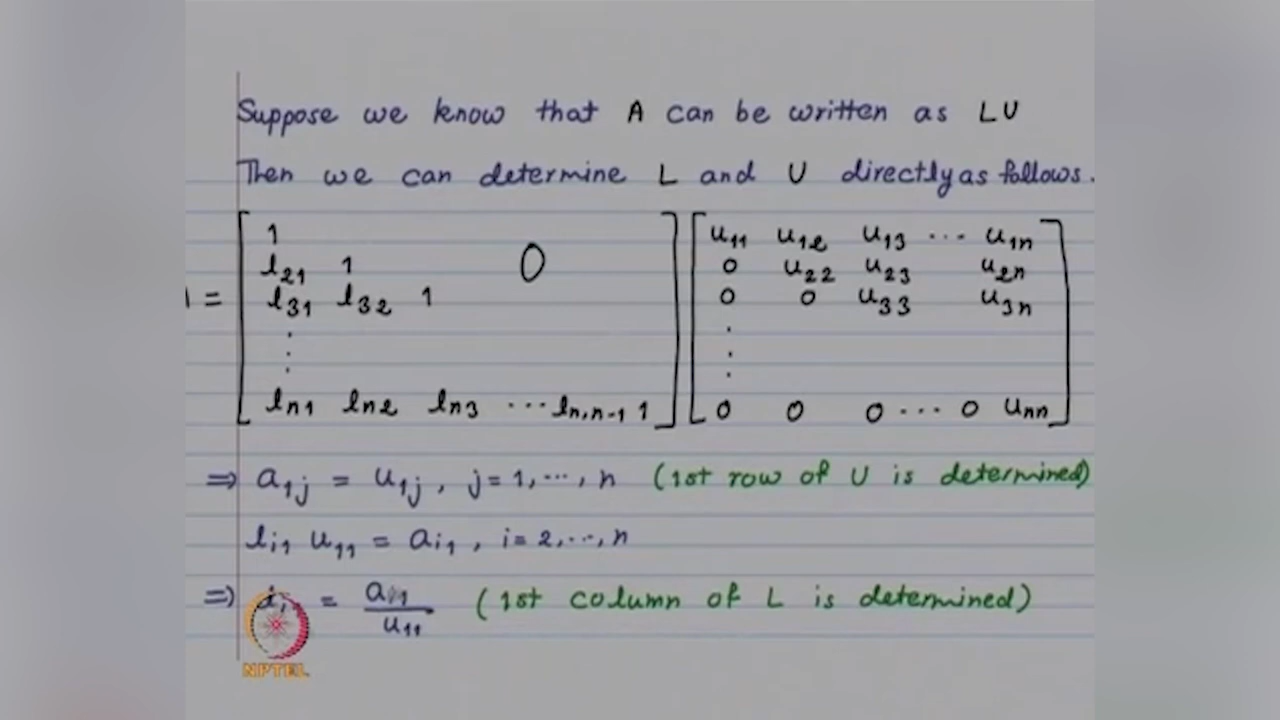 Suppose we know that A can be written as LU
Then we can determine L and U directly as follows.
=
1 0
l21 1
l31 l32 1
⋮
ln1 ln2 ln3 ... ln,n-1 1
u11 u12 u13 ... u1n
0 u22 u23 u2n
0 0 u33 u3n
⋮
0 0 0 ... 0 unn
⇒ a1j = u1j, j = 1, ..., n (1st row of U is determined)
li1 u11 = ai1, i = 2, ..., n
⇒ = ai1/u11 (1st column of L is determined)
NPTEL